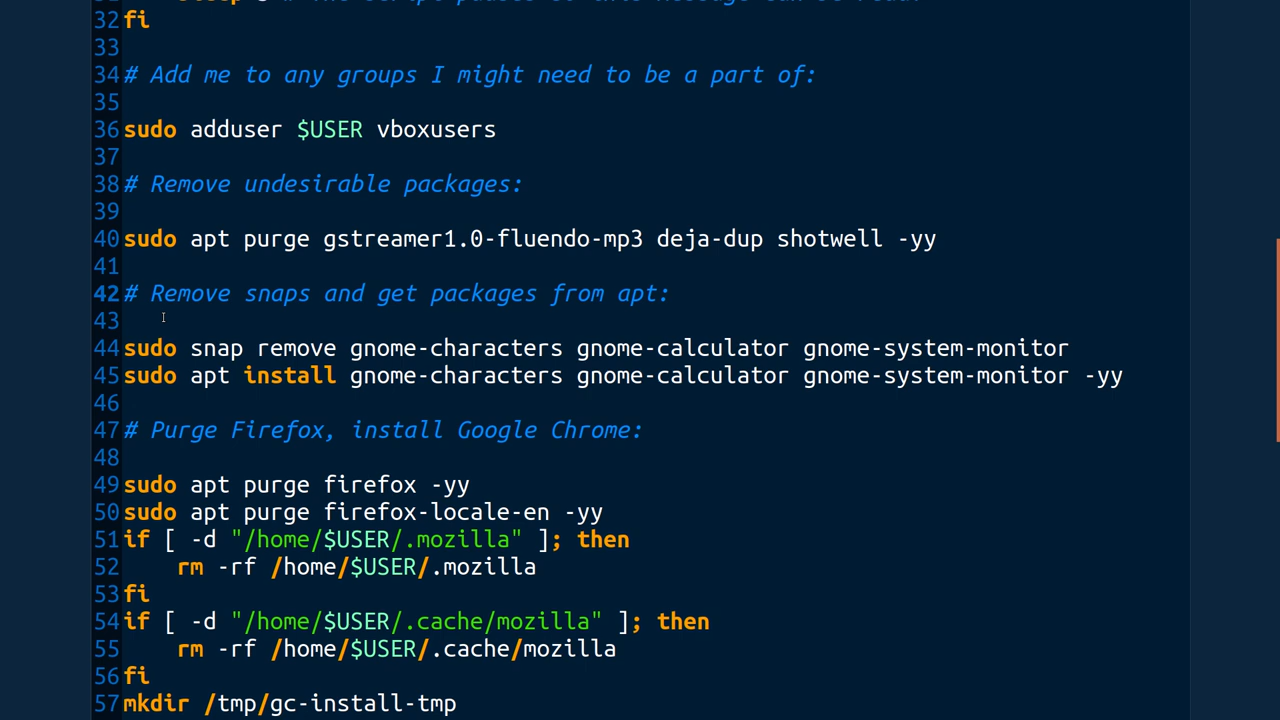 32 fi
33
34 # Add me to any groups I might need to be a part of:
35
36 sudo adduser $USER vboxusers
37
38 # Remove undesirable packages:
39
40 sudo apt purge gstreamer1.0-fluendo-mp3 deja-dup shotwell -yy
41
42 # Remove snaps and get packages from apt:
43
44 sudo snap remove gnome-characters gnome-calculator gnome-system-monitor
45 sudo apt install gnome-characters gnome-calculator gnome-system-monitor -yy
46
47 # Purge Firefox, install Google Chrome:
48
49 sudo apt purge firefox -yy
50 sudo apt purge firefox-locale-en -yy
51 if [ -d "/home/$USER/.mozilla" ]; then
52     rm -rf /home/$USER/.mozilla
53 fi
54 if [ -d "/home/$USER/.cache/mozilla" ]; then
55     rm -rf /home/$USER/.cache/mozilla
56 fi
57 mkdir /tmp/gc-install-tmp